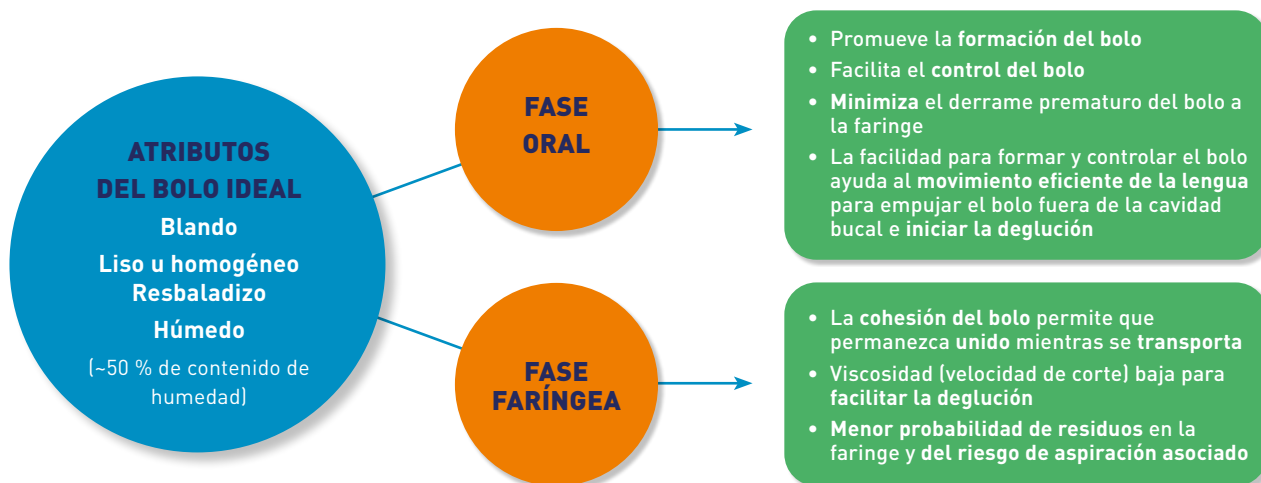 ATRIBUTOS
DEL BOLO IDEAL
Blando
Liso u homogéneo
Resbaladizo
Húmedo
(~50 % de contenido de
humedad)
FASE
ORAL
• Promueve la formación del bolo
• Facilita el control del bolo
• Minimiza el derrame prematuro del bolo a
la faringe
• La facilidad para formar y controlar el bolo
ayuda al movimiento eficiente de la lengua
para empujar el bolo fuera de la cavidad
bucal e iniciar la deglución
FASE
FARÍNGEA
• La cohesión del bolo permite que
permanezca unido mientras se transporta
• Viscosidad (velocidad de corte) baja para
facilitar la deglución
• Menor probabilidad de residuos en la
faringe y del riesgo de aspiración asociado